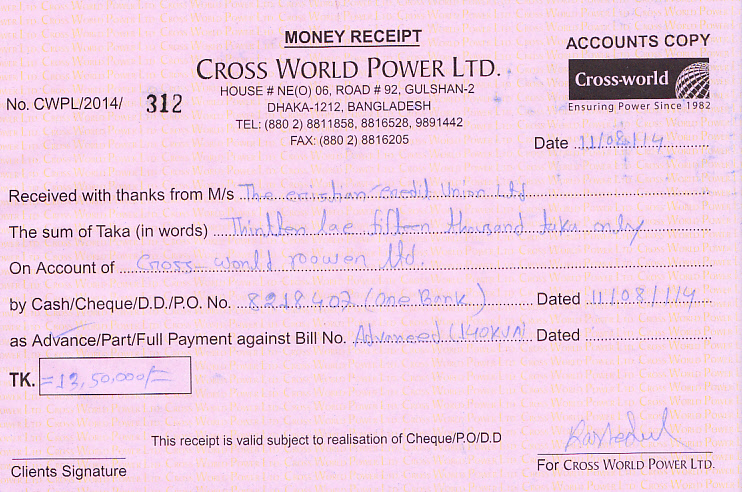 MONEY RECEIPT
ACCOUNTS COPY
CROSS WORLD POWER LTD.
Cross-world
Ensuring Power Since 1982
HOUSE # NE(O) 06, ROAD # 92, GULSHAN-2
DHAKA-1212, BANGLADESH
TEL: (880 2) 8811858, 8816528, 9891442
FAX: (880 2) 8816205
No. CWPL/2014/ 312
Date 11/08/14
Received with thanks from M/s The cristian credit Union Ltd
The sum of Taka (in words) Thintten lac fifteen thousand taka only
On Account of Cross-world poowen ltd.
by Cash/Cheque/D.D./P.O. No. 8218407 (One Bank) Dated 11/08/14
as Advance/Part/Full Payment against Bill No. Advanced (140KVA) Dated
TK. =13,50,000/=
This receipt is valid subject to realisation of Cheque/P.O/D.D
Clients Signature
For CROSS WORLD POWER LTD.